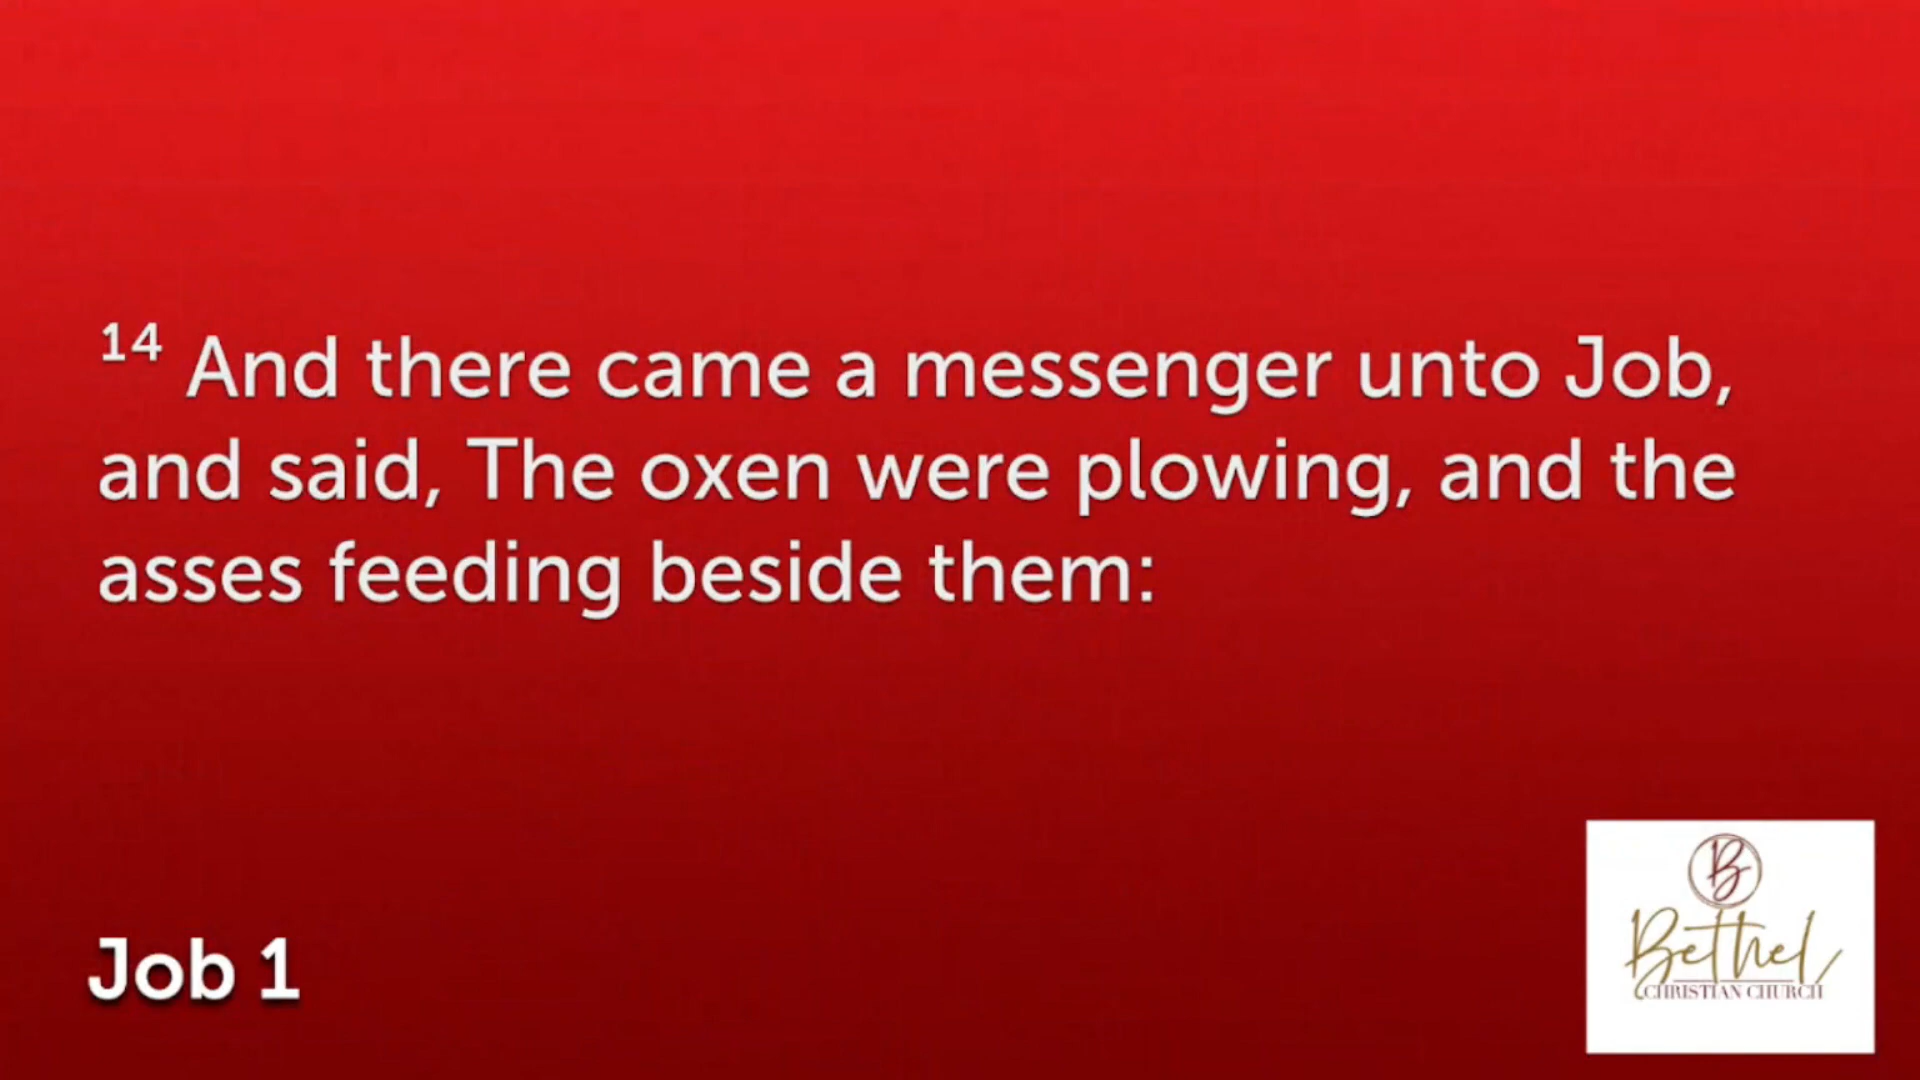 14 And there came a messenger unto Job,
and said, The oxen were plowing, and the
asses feeding beside them:
Job 1
B
Bethel
CHRISTIAN CHURCH